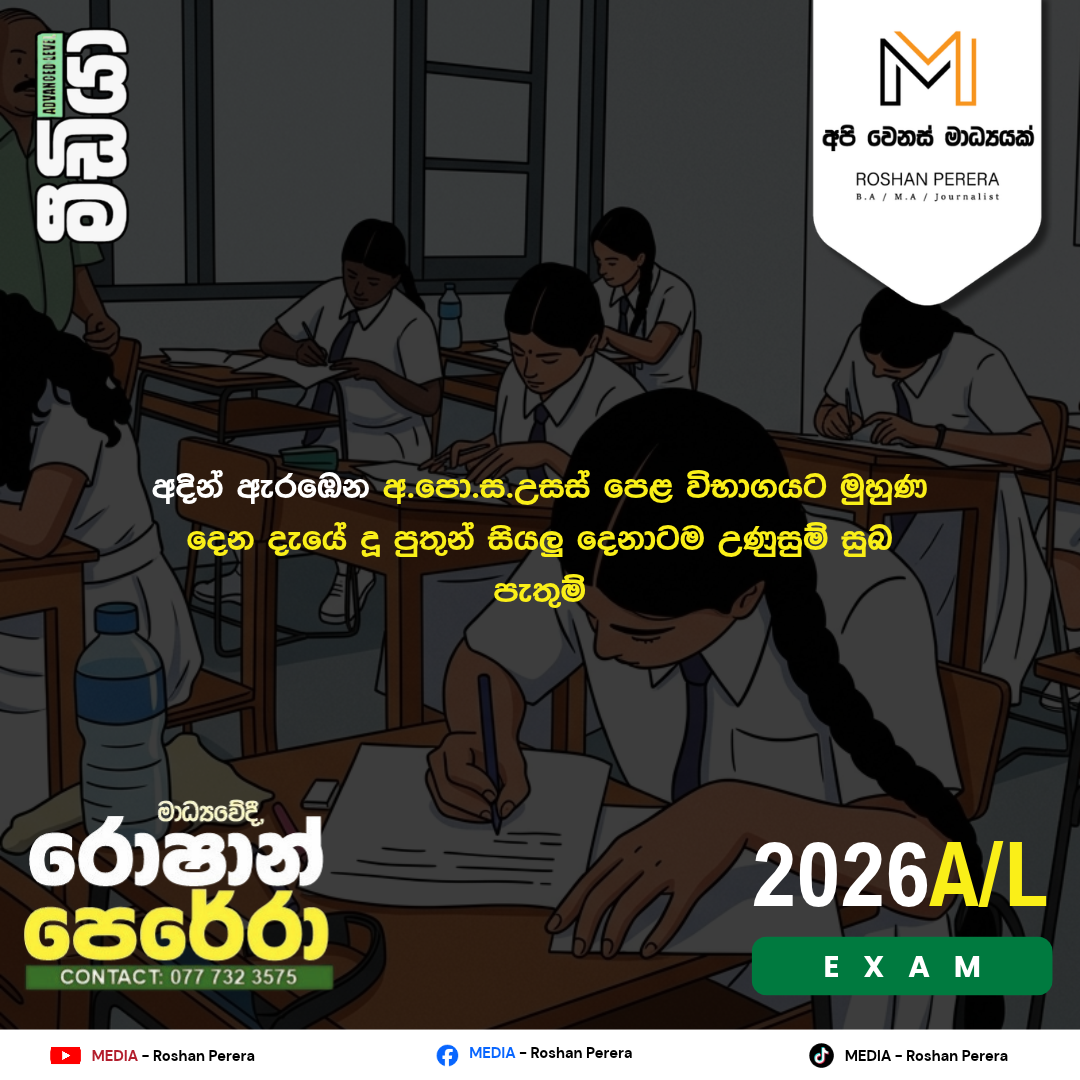 මීඩියා
ADVANCED LEVEL
M
අපි වෙනස් මාධ්‍යයක්
ROSHAN PERERA
B.A / M.A / Journalist
අදින් ඇරඹෙන අ.පො.ස.උසස් පෙළ විභාගයට මුහුණ
දෙන දැයේ දූ පුතුන් සියලු දෙනාටම උණුසුම් සුබ
පැතුම්
මාධ්‍යවේදී,
රොෂාන්
පෙරේරා
CONTACT: 077 732 3575
2026A/L
EXAM
MEDIA - Roshan Perera
MEDIA - Roshan Perera
MEDIA - Roshan Perera